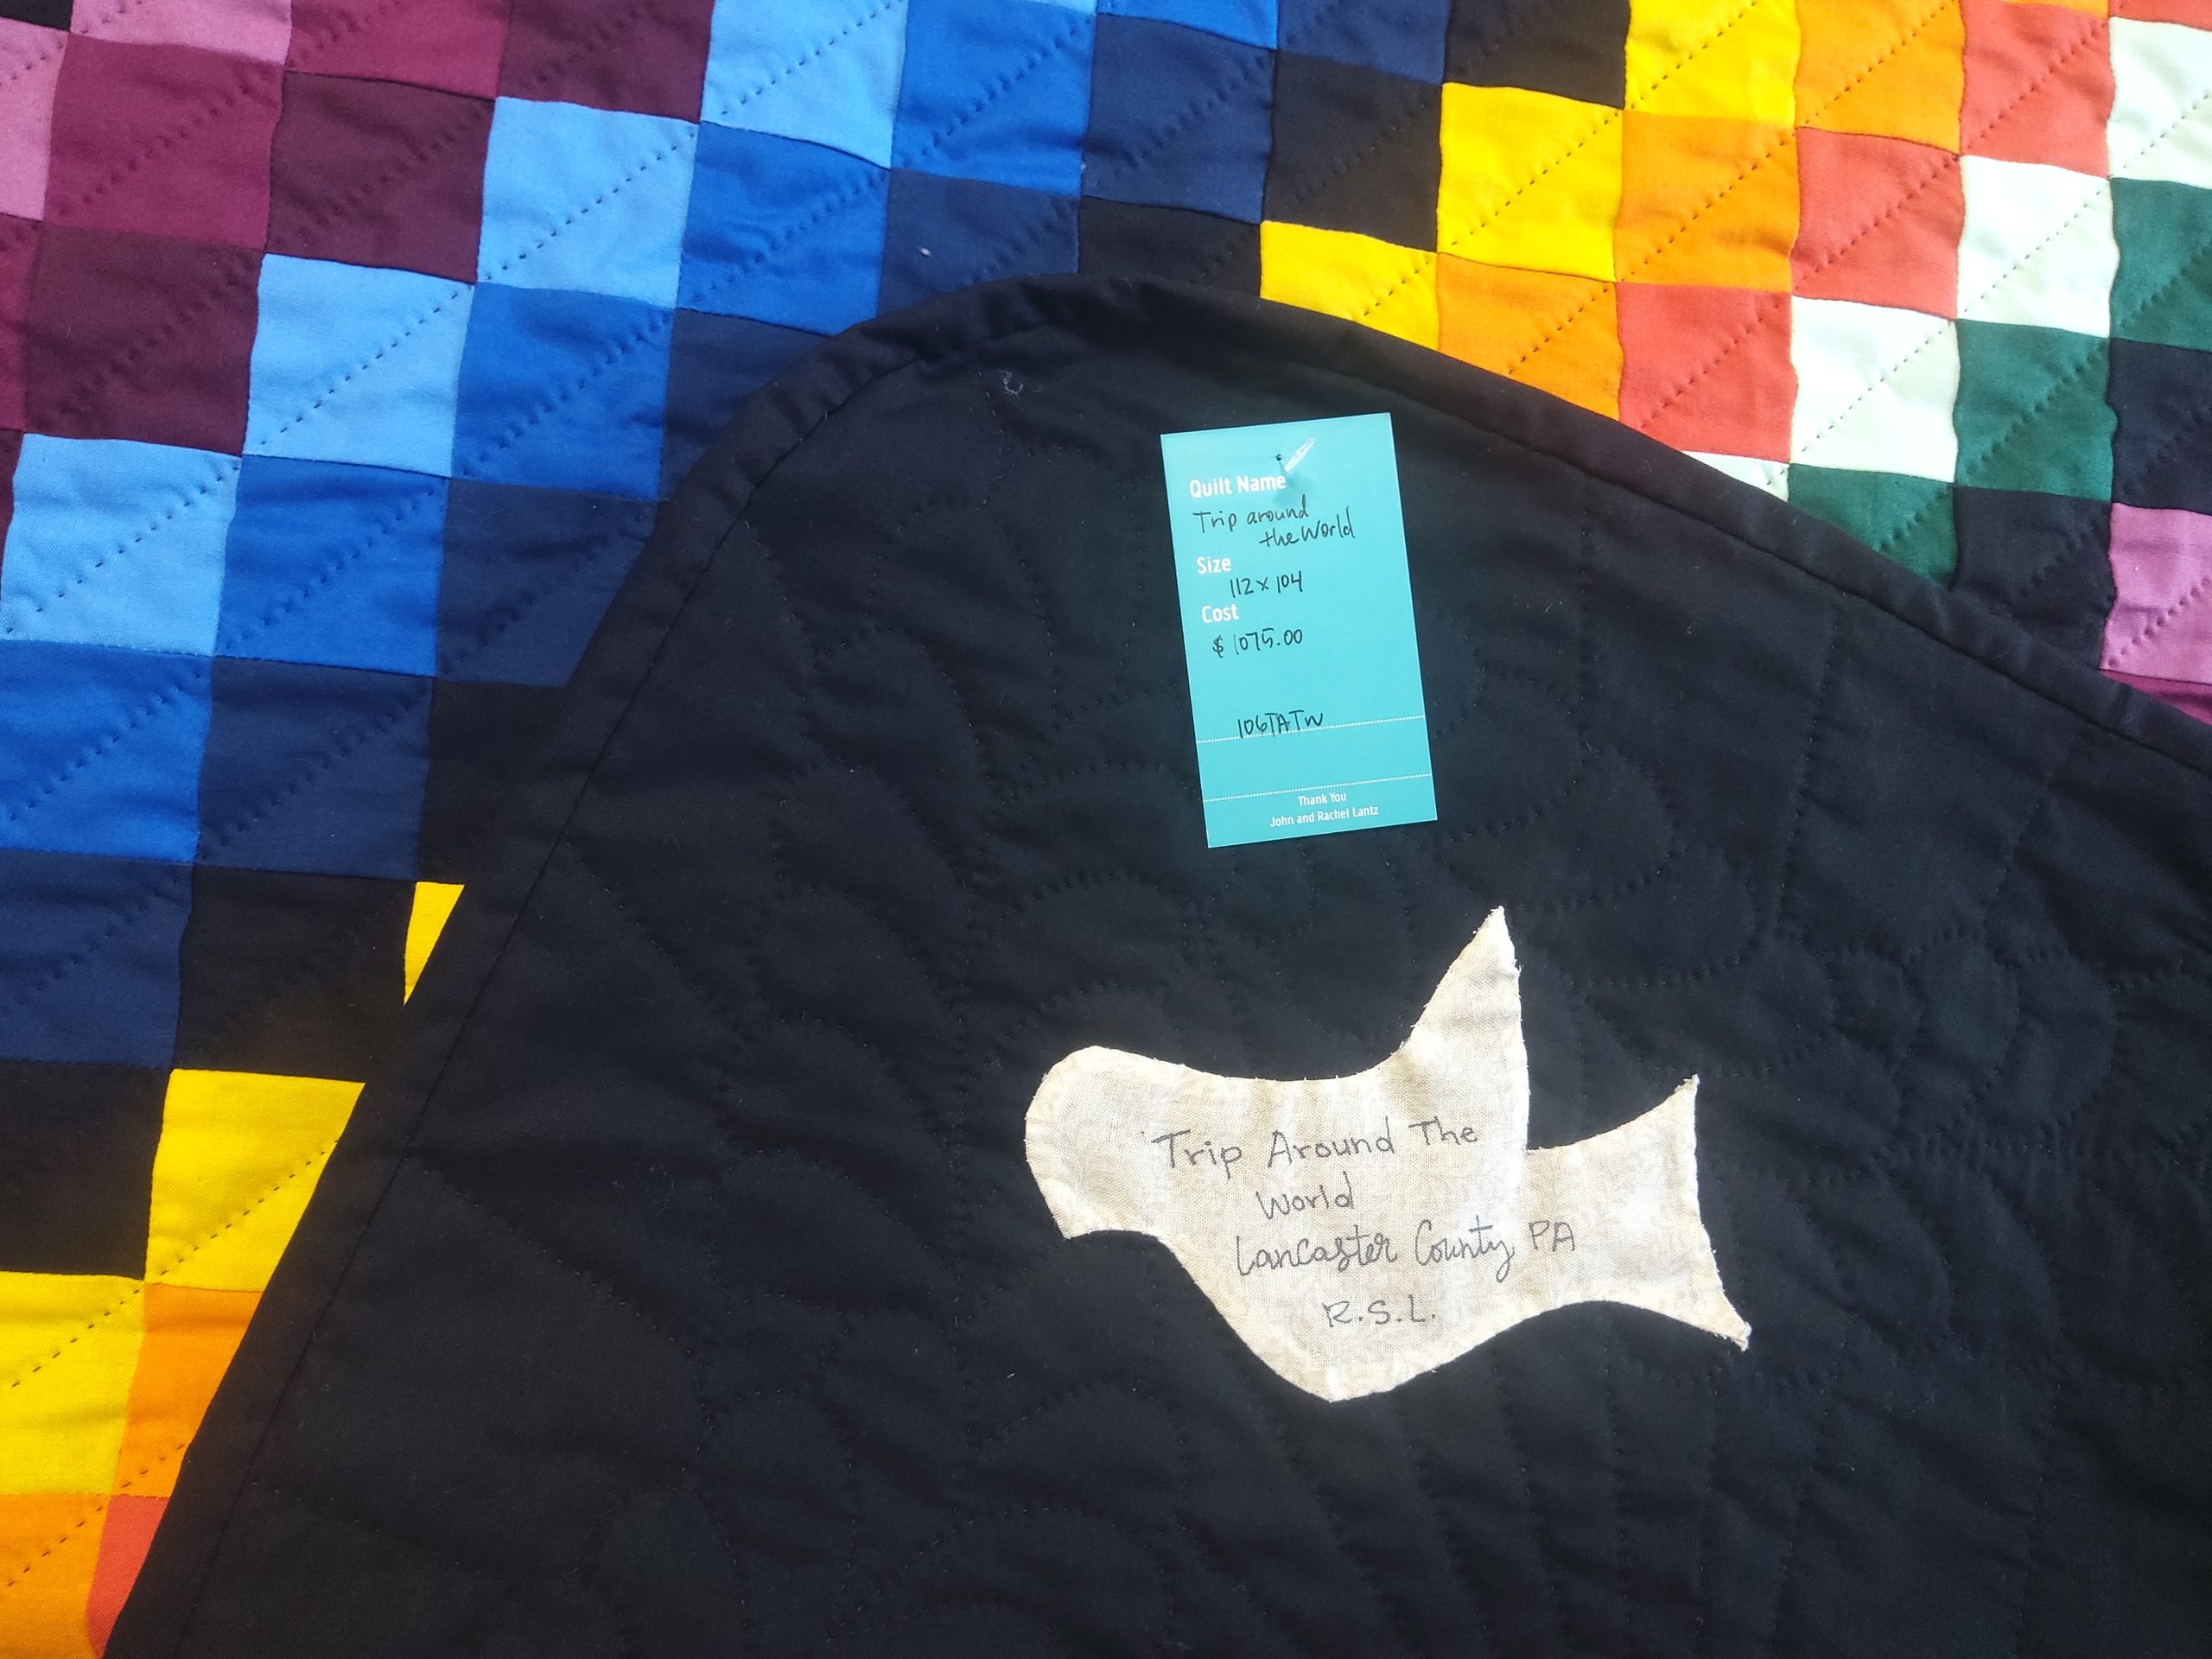 Quilt Name
Trip around
the World
Size
112 x 104
Cost
$1075.00
106TATW
Thank You
John and Rachel Lantz
Trip Around The
World
Lancaster County PA
R.S.L.